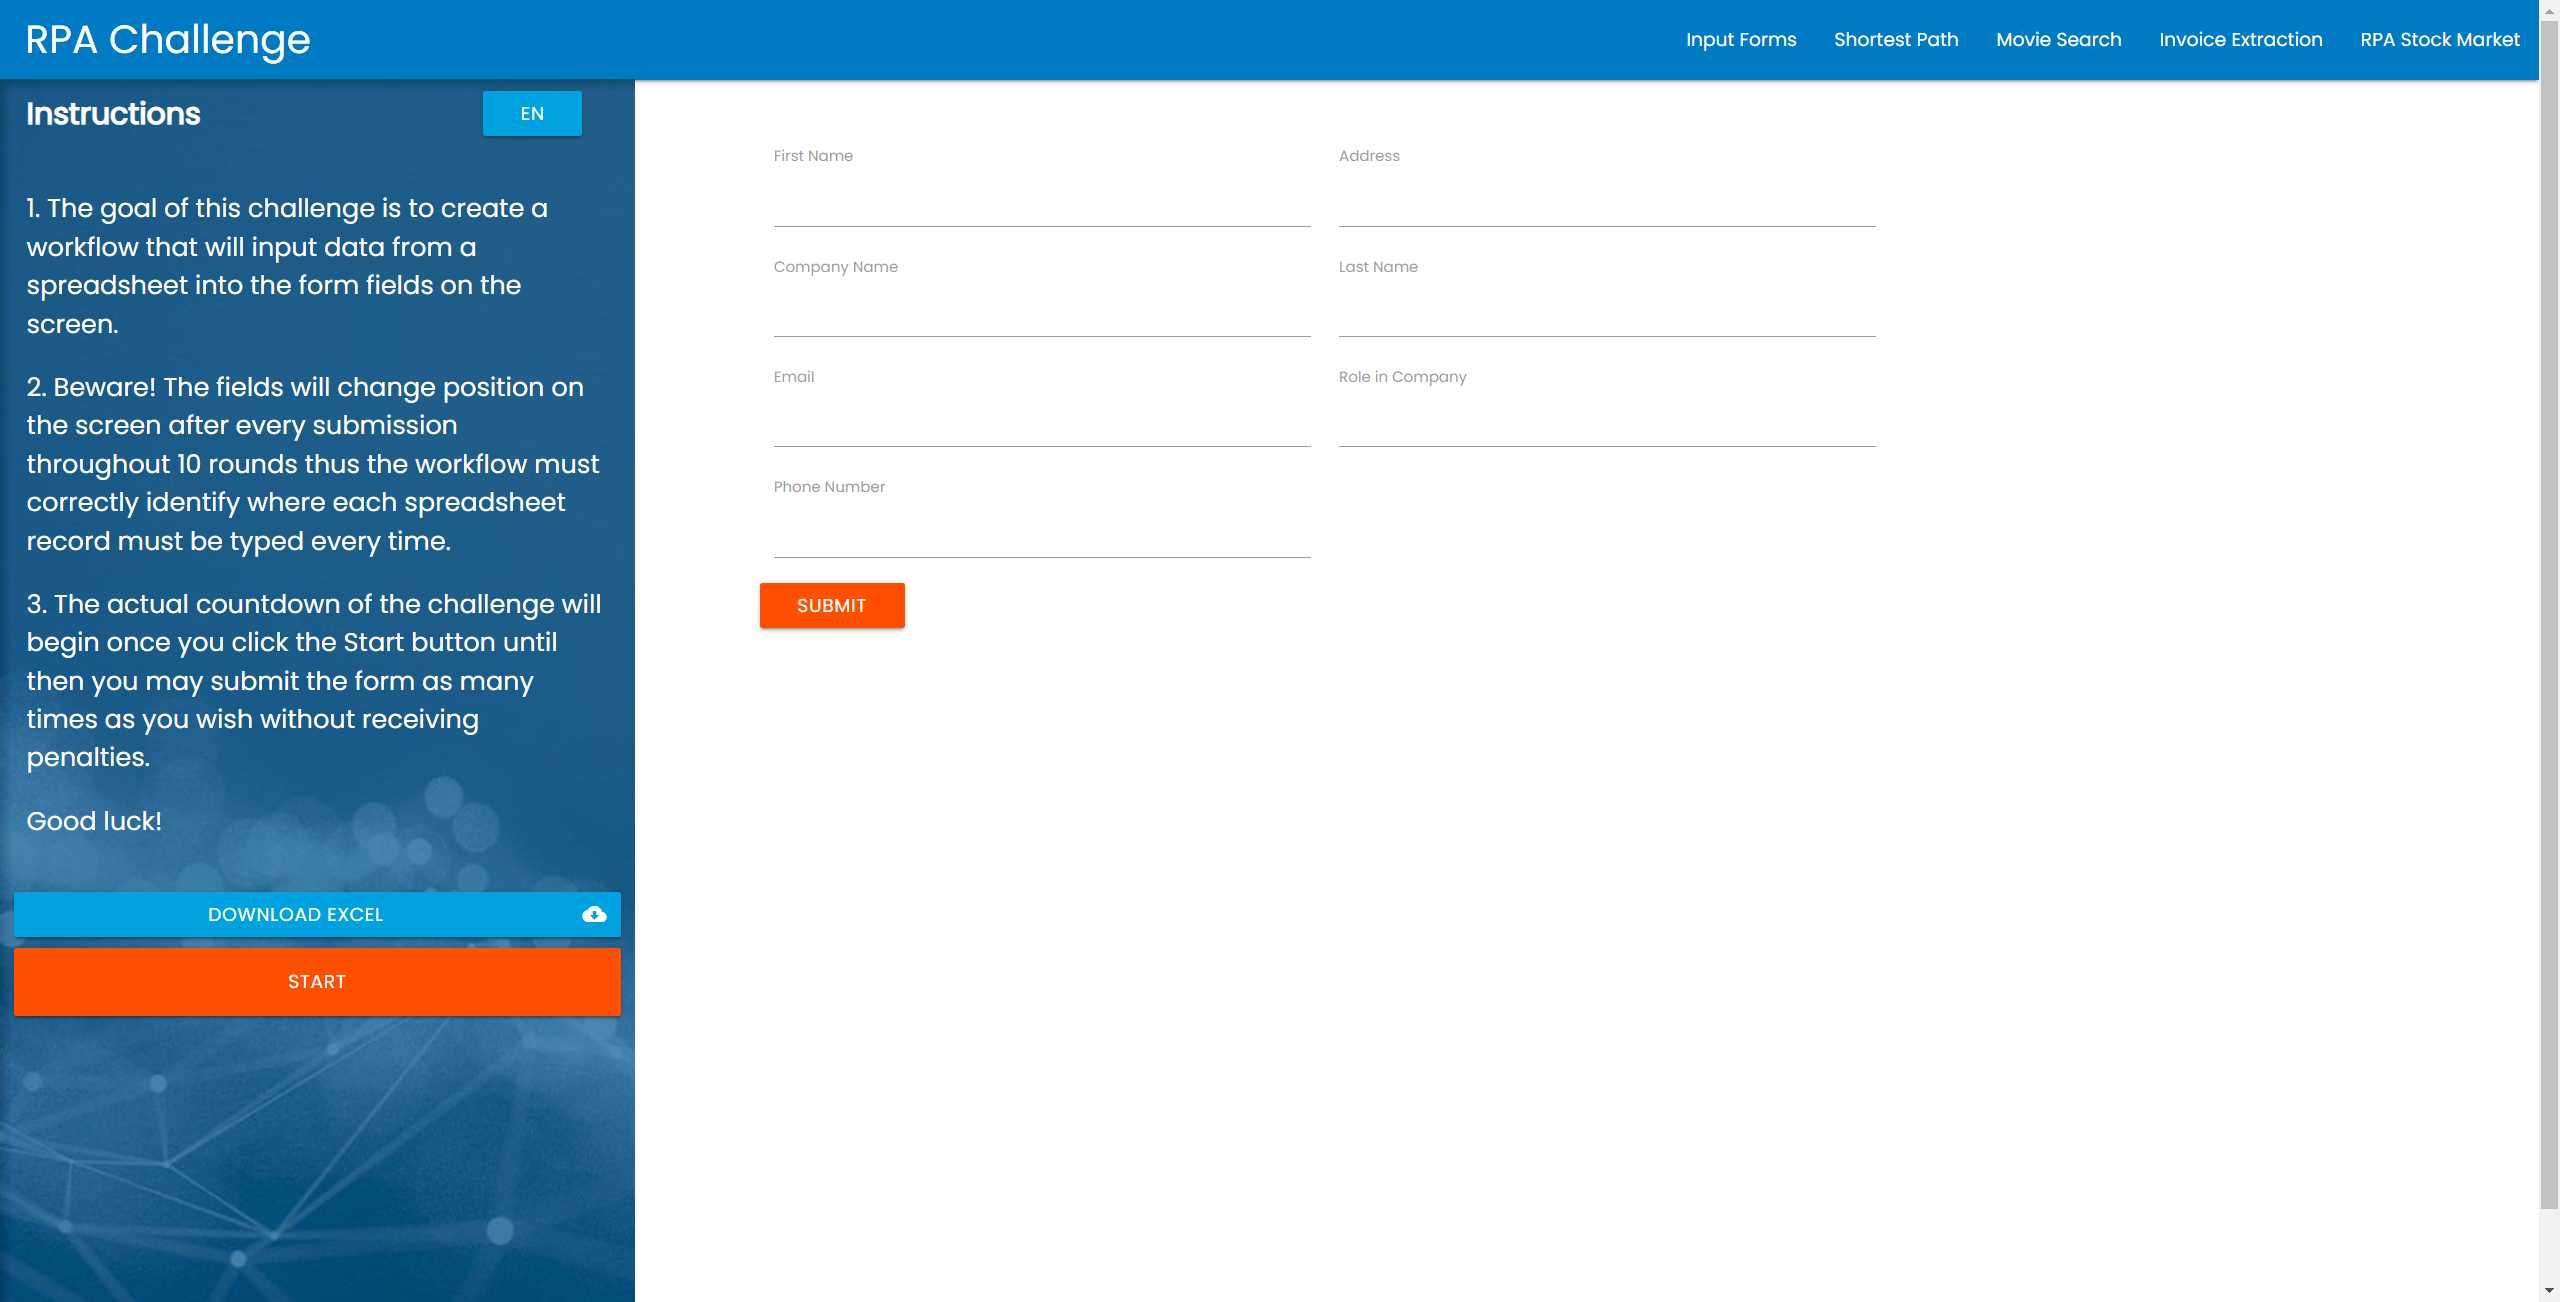 RPA Challenge
Input Forms
Shortest Path
Movie Search
Invoice Extraction
RPA Stock Market
Instructions
EN
1. The goal of this challenge is to create a
workflow that will input data from a
spreadsheet into the form fields on the
screen.
2. Beware! The fields will change position on
the screen after every submission
throughout 10 rounds thus the workflow must
correctly identify where each spreadsheet
record must be typed every time.
3. The actual countdown of the challenge will
begin once you click the Start button until
then you may submit the form as many
times as you wish without receiving
penalties.
Good luck!
DOWNLOAD EXCEL
START
First Name
Address
Company Name
Last Name
Email
Role in Company
Phone Number
SUBMIT